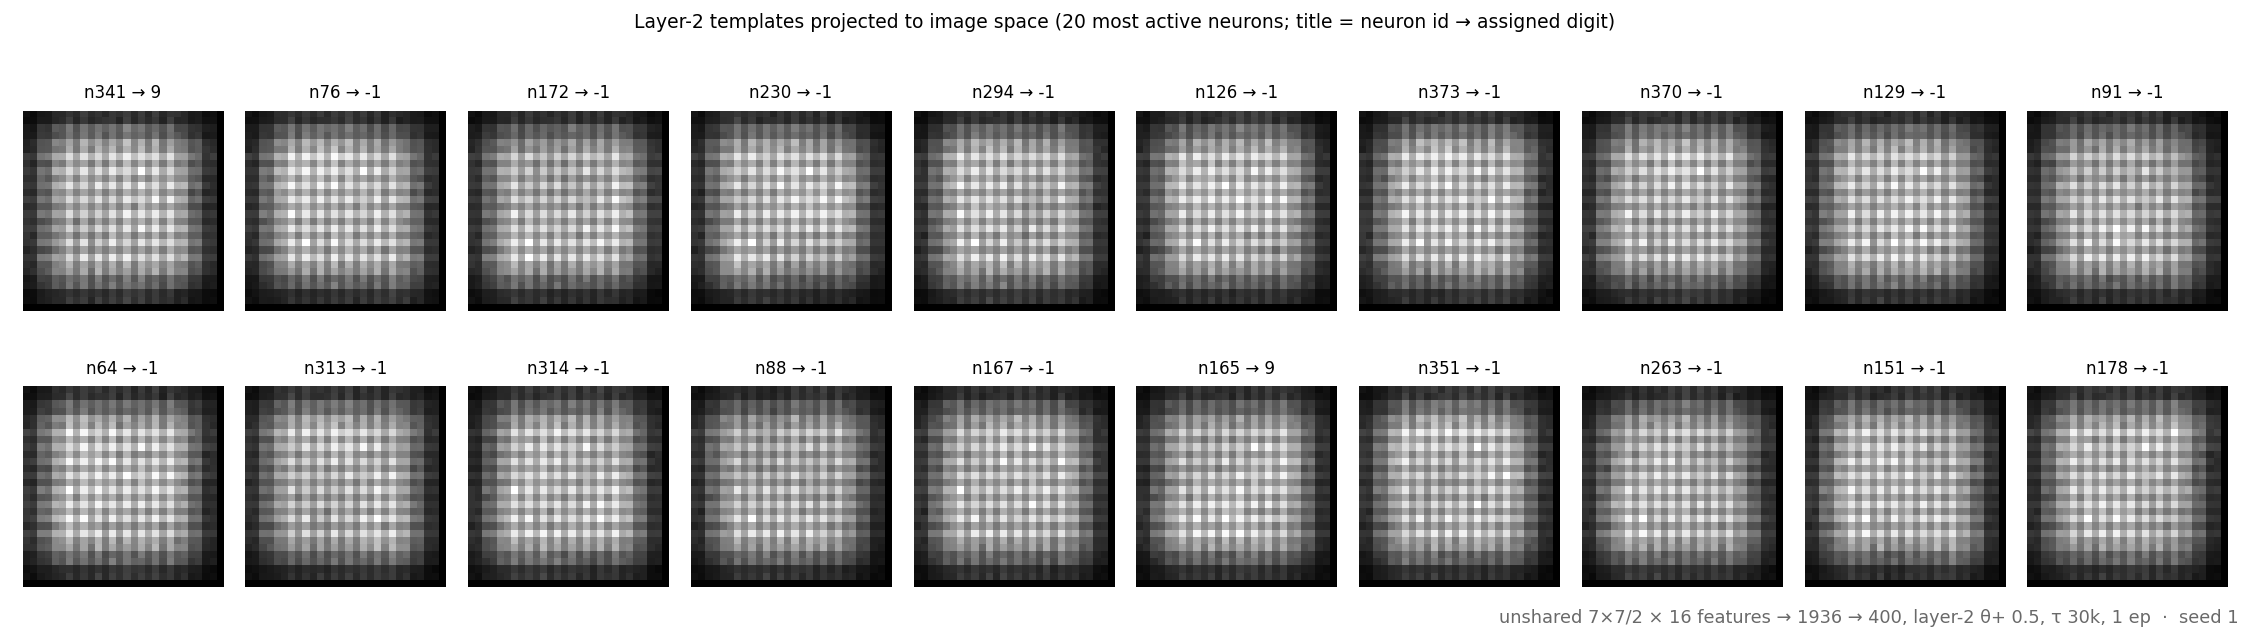 Layer-2 templates projected to image space (20 most active neurons; title = neuron id → assigned digit)
n341 → 9 n76 → -1 n172 → -1 n230 → -1 n294 → -1 n126 → -1 n373 → -1 n370 → -1 n129 → -1 n91 → -1
n64 → -1 n313 → -1 n314 → -1 n88 → -1 n167 → -1 n165 → 9 n351 → -1 n263 → -1 n151 → -1 n178 → -1
unshared 7×7/2 × 16 features → 1936 → 400, layer-2 θ+ 0.5, τ 30k, 1 ep · seed 1